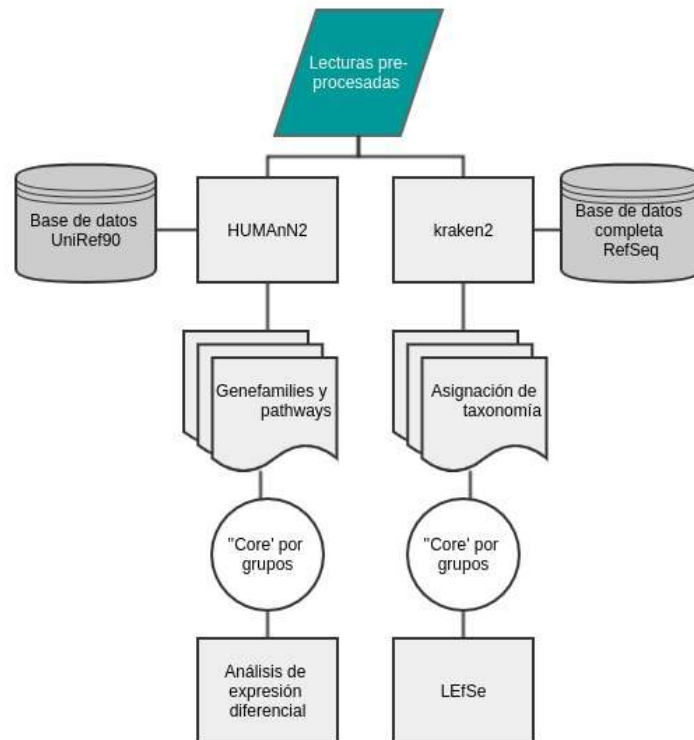 Lecturas pre-
procesadas
Base de datos
UniRef90
HUMAnN2
kraken2
Base de datos
completa
RefSeq
Genefamilies y
pathways
Asignación de
taxonomía
"Core' por
grupos
"Core' por
grupos
Análisis de
expresión
diferencial
LEfSe